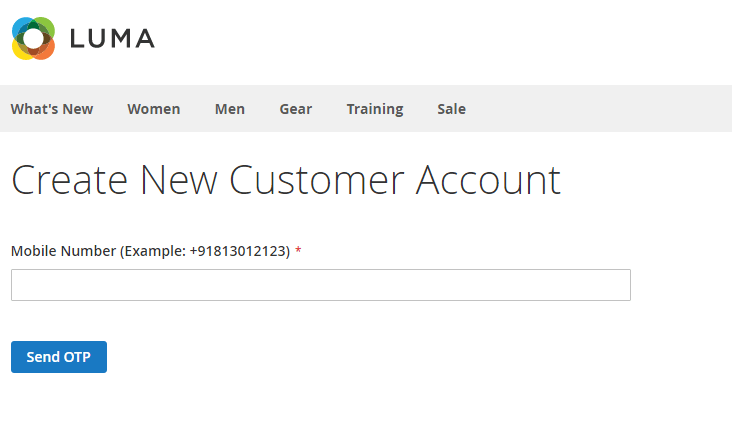 LUMA
What's New Women Men Gear Training Sale
Create New Customer Account
Mobile Number (Example: +91813012123) *
Send OTP